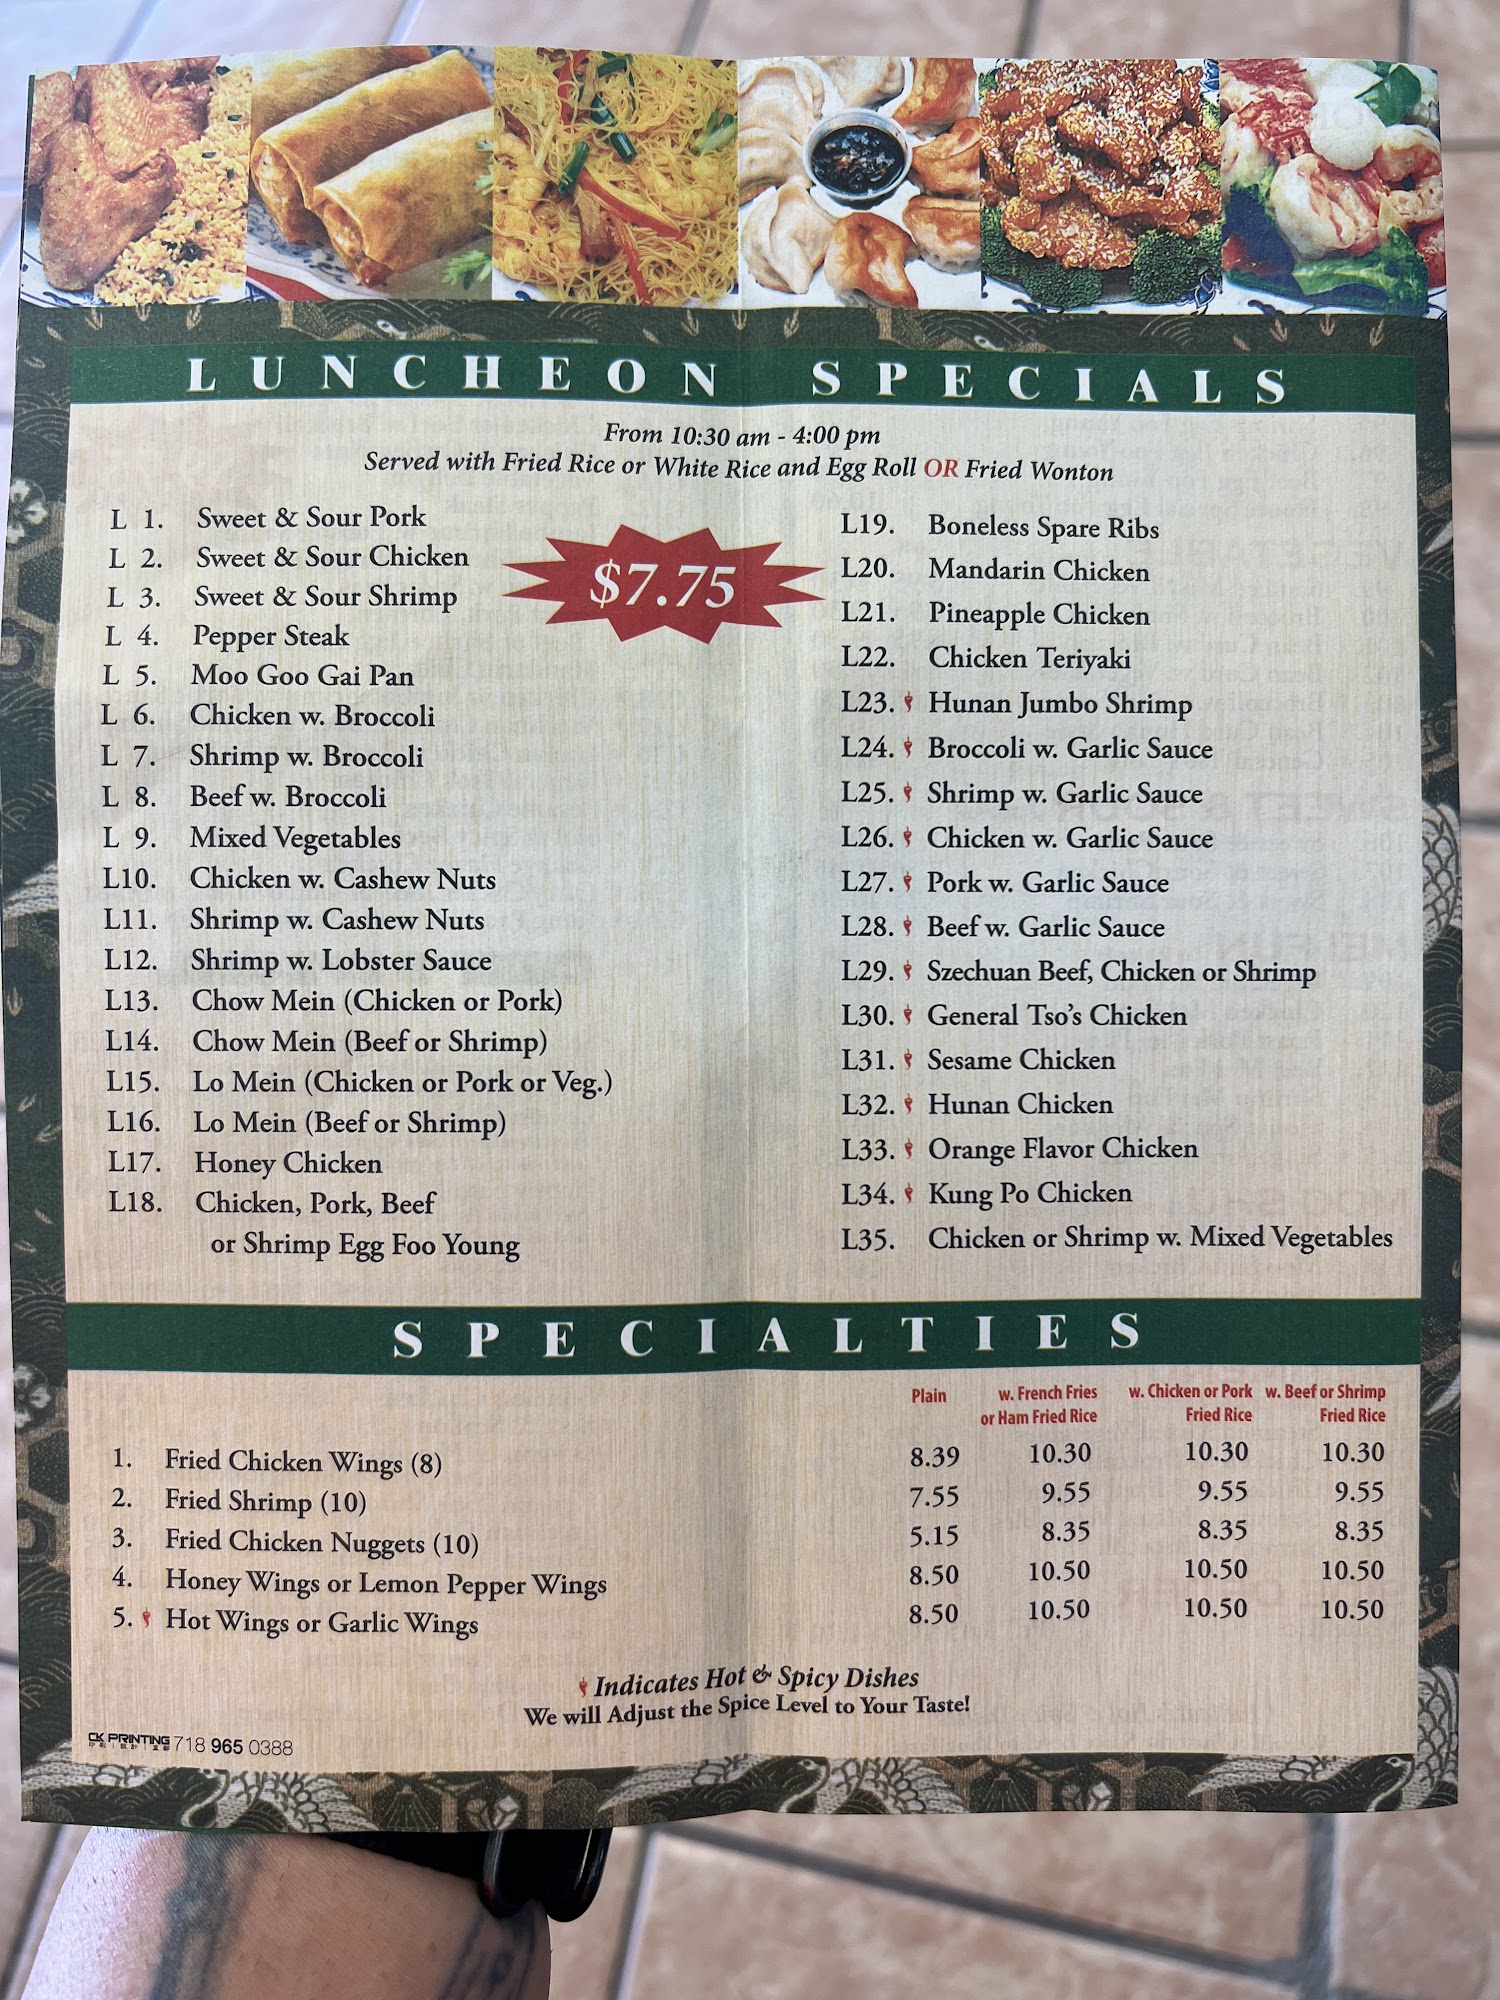 LUNCHEON SPECIALS
From 10:30 am - 4:00 pm
Served with Fried Rice or White Rice and Egg Roll OR Fried Wonton
$7.75
L 1. Sweet & Sour Pork
L 2. Sweet & Sour Chicken
L 3. Sweet & Sour Shrimp
L 4. Pepper Steak
L 5. Moo Goo Gai Pan
L 6. Chicken w. Broccoli
L 7. Shrimp w. Broccoli
L 8. Beef w. Broccoli
L 9. Mixed Vegetables
L10. Chicken w. Cashew Nuts
L11. Shrimp w. Cashew Nuts
L12. Shrimp w. Lobster Sauce
L13. Chow Mein (Chicken or Pork)
L14. Chow Mein (Beef or Shrimp)
L15. Lo Mein (Chicken or Pork or Veg.)
L16. Lo Mein (Beef or Shrimp)
L17. Honey Chicken
L18. Chicken, Pork, Beef
or Shrimp Egg Foo Young
L19. Boneless Spare Ribs
L20. Mandarin Chicken
L21. Pineapple Chicken
L22. Chicken Teriyaki
L23. Hunan Jumbo Shrimp
L24. Broccoli w. Garlic Sauce
L25. Shrimp w. Garlic Sauce
L26. Chicken w. Garlic Sauce
L27. Pork w. Garlic Sauce
L28. Beef w. Garlic Sauce
L29. Szechuan Beef, Chicken or Shrimp
L30. General Tso's Chicken
L31. Sesame Chicken
L32. Hunan Chicken
L33. Orange Flavor Chicken
L34. Kung Po Chicken
L35. Chicken or Shrimp w. Mixed Vegetables
SPECIALTIES
Plain w. French Fries w. Chicken or Pork w. Beef or Shrimp
or Ham Fried Rice Fried Rice Fried Rice
1. Fried Chicken Wings (8) 8.39 10.30 10.30 10.30
2. Fried Shrimp (10) 7.55 9.55 9.55 9.55
3. Fried Chicken Nuggets (10) 5.15 8.35 8.35 8.35
4. Honey Wings or Lemon Pepper Wings 8.50 10.50 10.50 10.50
5. Hot Wings or Garlic Wings 8.50 10.50 10.50 10.50
Indicates Hot & Spicy Dishes
We will Adjust the Spice Level to Your Taste!
CK PRINTING 718 965 0388